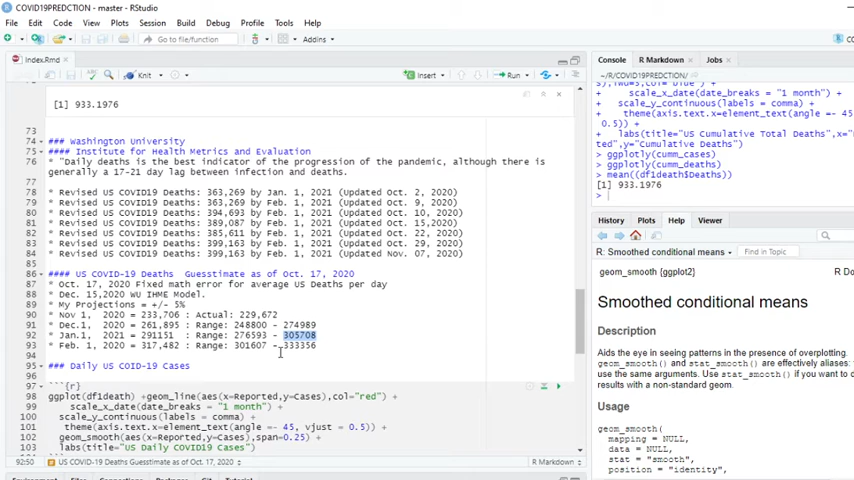 COVID19PREDCTION - master - RStudio
File Edit Code View Plots Session Build Debug Profile Tools Help
Go to file/function
Addins
Index.Rmd
Knit
Insert
Run
[1] 933.1976
73
74 ### Washington University
75 #### Institute for Health Metrics and Evaluation
76 * "Daily deaths is the best indicator of the progression of the pandemic, although there is
generally a 17-21 day lag between infection and deaths.
77
78 * Revised US COVID19 Deaths: 363,269 by Jan. 1, 2021 (Updated Oct. 2, 2020)
79 * Revised US COVID19 Deaths: 363,269 by Feb. 1, 2021 (Updated Oct. 9, 2020)
80 * Revised US COVID19 Deaths: 394,693 by Feb. 1, 2021 (Updated Oct. 10, 2020)
81 * Revised US COVID19 Deaths: 389,087 by Feb. 1, 2021 (Updated Oct. 15,2020)
82 * Revised US COVID19 Deaths: 385,611 by Feb. 1, 2021 (Updated Oct. 22, 2020)
83 * Revised US COVID19 Deaths: 399,163 by Feb. 1, 2021 (Updated Oct. 29, 2020)
84 * Revised US COVID19 Deaths: 399,163 by Feb. 1, 2021 (Updated Nov. 07, 2020)
85
86 #### US COVID-19 Deaths Guesstimate as of Oct. 17, 2020
87 * Oct. 17, 2020 Fixed math error for average US Deaths per day
88 * Dec. 15,2020 WU IHME Model.
89 * My Projections = +/- 5%
90 * Nov 1, 2020 = 233,706 : Actual: 229,672
91 * Dec.1, 2020 = 261,895 : Range: 248800 - 274989
92 * Jan.1, 2021 = 291151 : Range: 276593 - 305708
93 * Feb. 1, 2020 = 317,482 : Range: 301607 - 333356
94
95 ### Daily US COID-19 Cases
96
97 ```{r}
98 ggplot(df1death) +geom_line(aes(x=Reported,y=Cases),col="red") +
99 scale_x_date(date_breaks = "1 month") +
100 scale_y_continuous(labels = comma) +
101 theme(axis.text.x=element_text(angle =- 45, vjust = 0.5)) +
102 geom_smooth(aes(x=Reported,y=Cases),span=0.25) +
103 labs(title="US Daily COVID19 Cases")
92:50 US COVID-19 Deaths Guesstimate as of Oct. 17, 2020 R Markdown
Console R Markdown Jobs
~/R/COVID19PREDCTION/
scale_x_date(date_breaks = "1 month") +
+ scale_y_continuous(labels = comma) +
+ theme(axis.text.x=element_text(angle =- 45
0.5)) +
+ labs(title="US Cumulative Total Deaths",x=
ted",y="Cumulative Deaths")
> ggplotly(cumm_cases)
> ggplotly(cumm_deaths)
> mean((df1death$Deaths))
[1] 933.1976
>
History Plots Help Viewer
R: Smoothed conditional means Find in Topic
geom_smooth {ggplot2} R Do
Smoothed conditional means
Description
Aids the eye in seeing patterns in the presence of overplotting.
geom_smooth() and stat_smooth() are effectively aliases:
use the same arguments. Use stat_smooth() if you want to d
results with a non-standard geom.
Usage
geom_smooth(
mapping = NULL,
data = NULL,
stat = "smooth",
position = "identity",